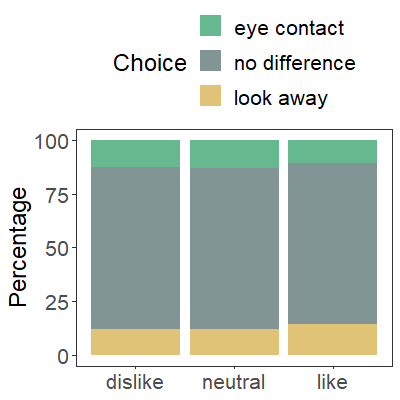 eye contact
Choice no difference
look away
Percentage
100
75
50
25
0
dislike neutral like